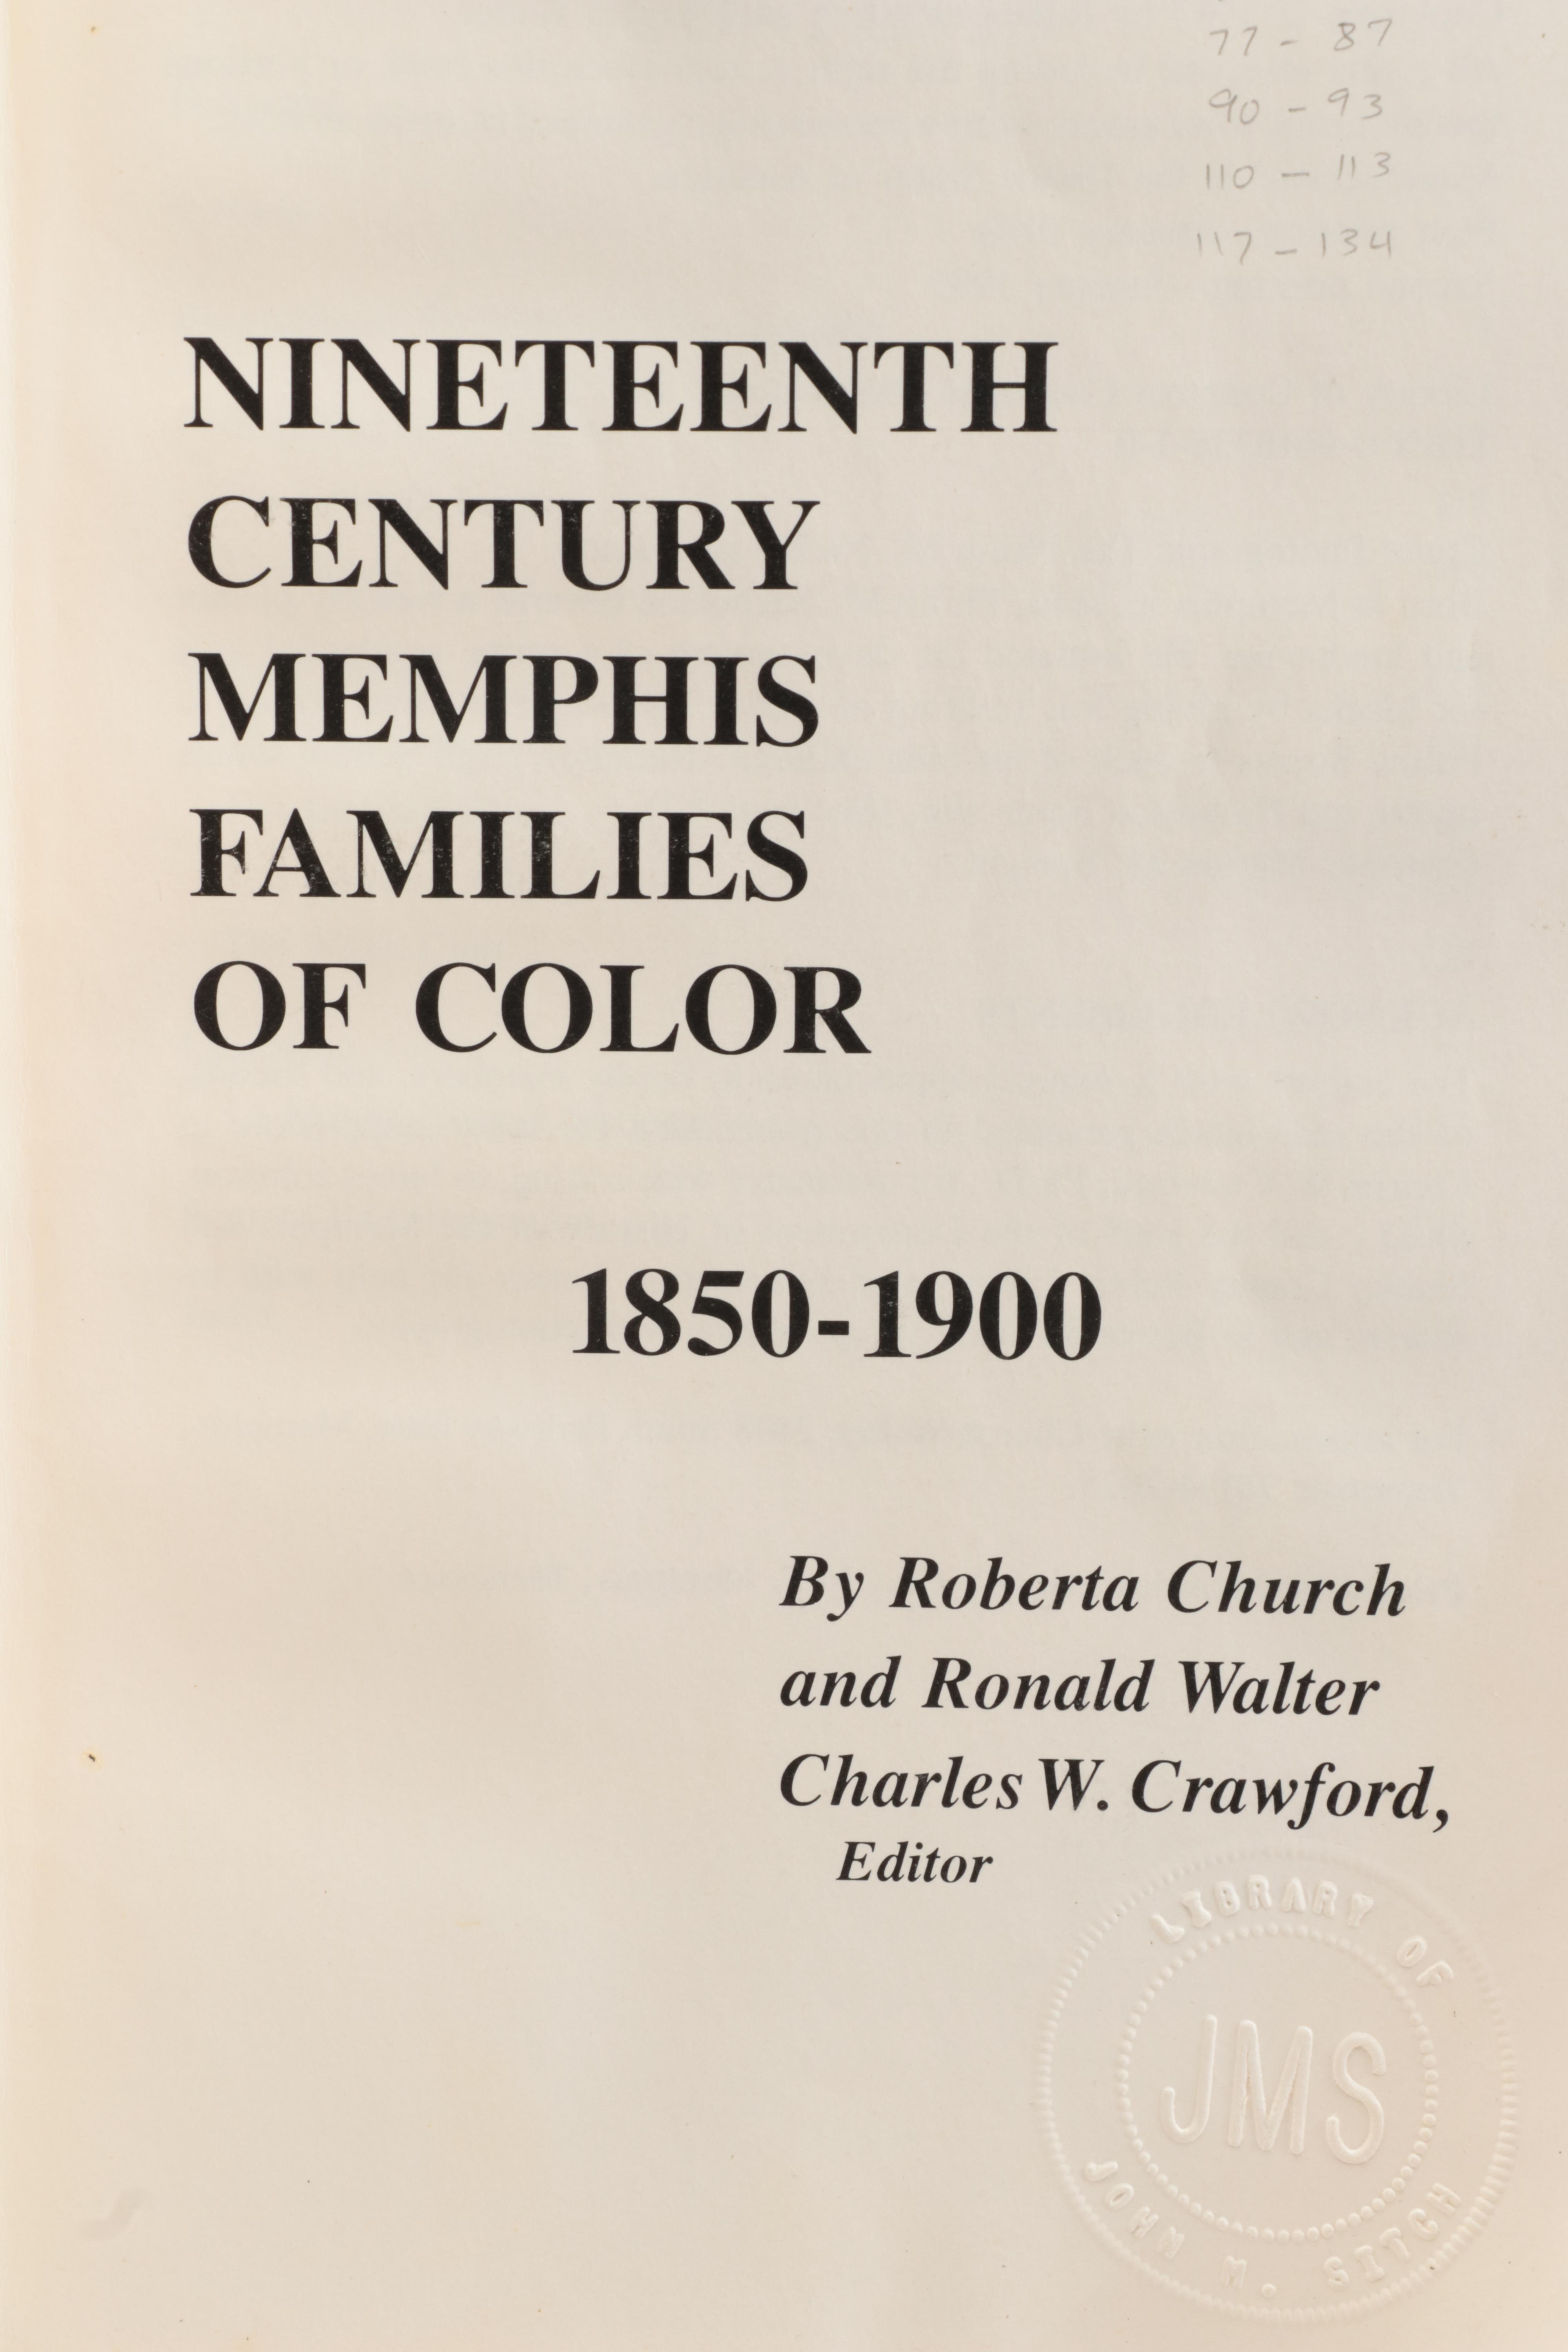 77 - 87
90 - 93
110 - 113
117 - 134
NINETEENTH
CENTURY
MEMPHIS
FAMILIES
OF COLOR
1850-1900
By Roberta Church
and Ronald Walter
Charles W. Crawford,
Editor
LIBRARY OF
JMS
JOHN M. SITCH